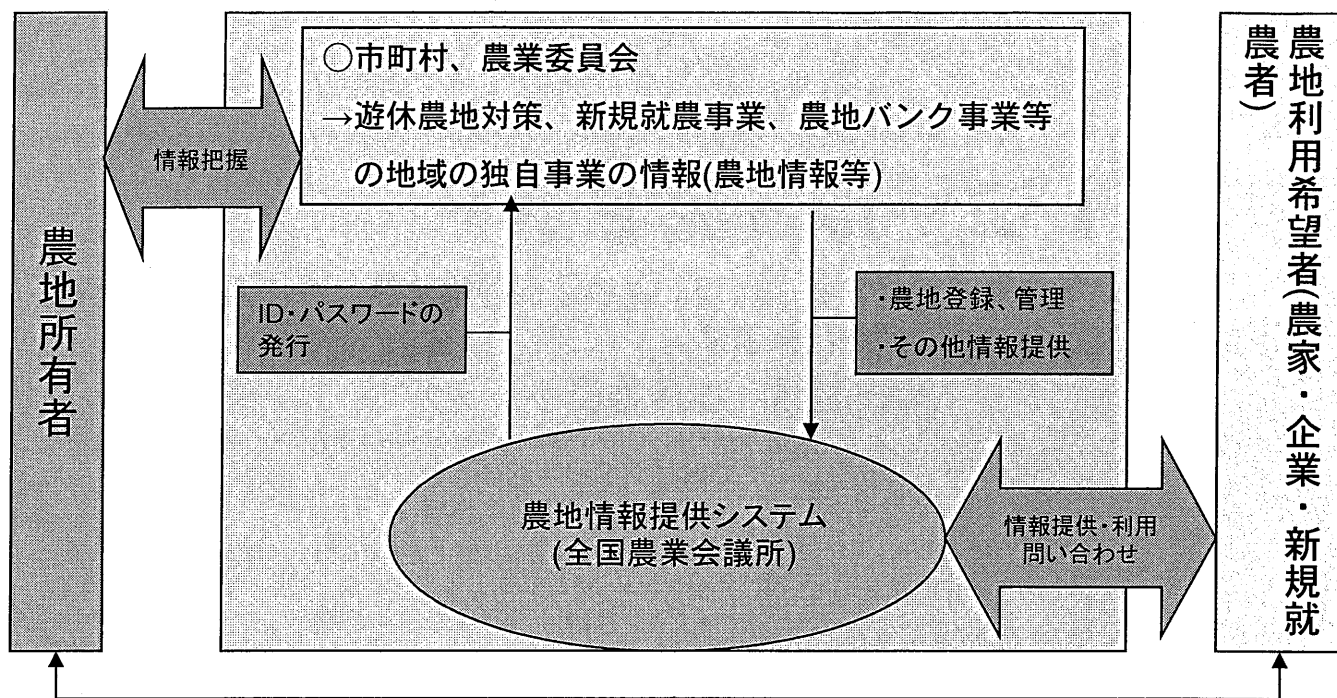 ○市町村、農業委員会
→遊休農地対策、新規就農事業、農地バンク事業等
の地域の独自事業の情報(農地情報等)
情報把握
農地所有者
ID・パスワードの
発行
・農地登録、管理
・その他情報提供
農地情報提供システム
(全国農業会議所)
情報提供・利用
問い合わせ
農地利用希望者(農家・企業・新規就
農者)